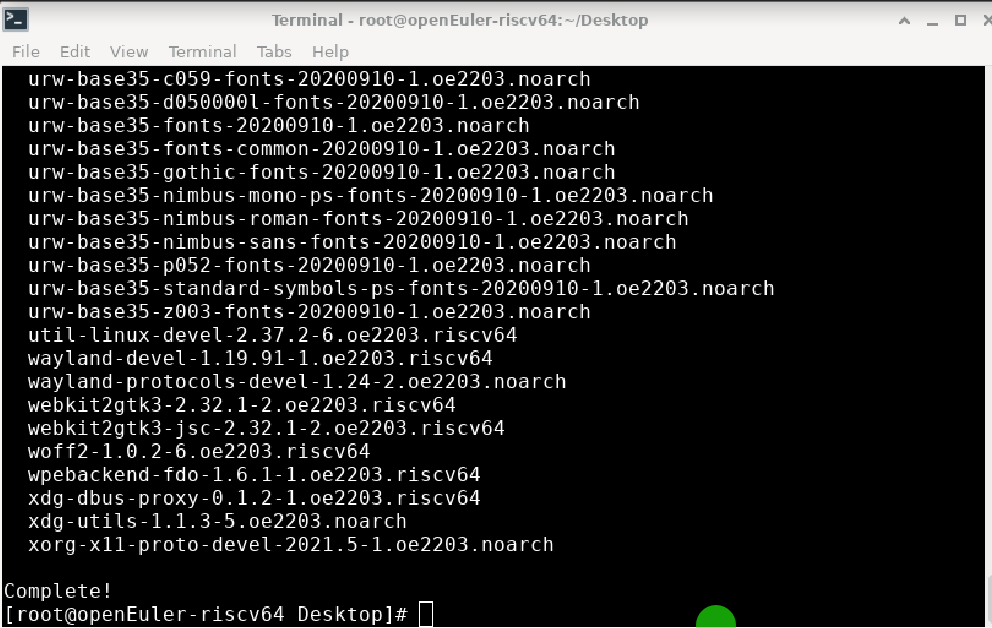 Terminal - root@openEuler-riscv64:~/Desktop
File Edit View Terminal Tabs Help
urw-base35-c059-fonts-20200910-1.oe2203.noarch
urw-base35-d050000l-fonts-20200910-1.oe2203.noarch
urw-base35-fonts-20200910-1.oe2203.noarch
urw-base35-fonts-common-20200910-1.oe2203.noarch
urw-base35-gothic-fonts-20200910-1.oe2203.noarch
urw-base35-nimbus-mono-ps-fonts-20200910-1.oe2203.noarch
urw-base35-nimbus-roman-fonts-20200910-1.oe2203.noarch
urw-base35-nimbus-sans-fonts-20200910-1.oe2203.noarch
urw-base35-p052-fonts-20200910-1.oe2203.noarch
urw-base35-standard-symbols-ps-fonts-20200910-1.oe2203.noarch
urw-base35-z003-fonts-20200910-1.oe2203.noarch
util-linux-devel-2.37.2-6.oe2203.riscv64
wayland-devel-1.19.91-1.oe2203.riscv64
wayland-protocols-devel-1.24-2.oe2203.noarch
webkit2gtk3-2.32.1-2.oe2203.riscv64
webkit2gtk3-jsc-2.32.1-2.oe2203.riscv64
woff2-1.0.2-6.oe2203.riscv64
wpebackend-fdo-1.6.1-1.oe2203.riscv64
xdg-dbus-proxy-0.1.2-1.oe2203.riscv64
xdg-utils-1.1.3-5.oe2203.noarch
xorg-x11-proto-devel-2021.5-1.oe2203.noarch
Complete!
[root@openEuler-riscv64 Desktop]#